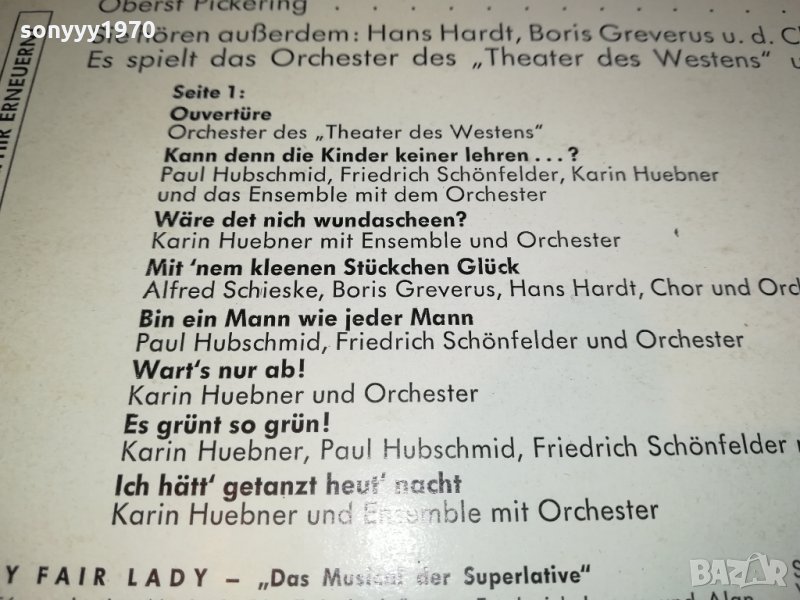 sonyyy1970
Oberst Pickering . . . . . . . . . . .
Sie hören außerdem: Hans Hardt, Boris Greverus u. d.
Es spielt das Orchester des „Theater des Westens“
ERNEUERN
Seite 1:
Ouvertüre
Orchester des „Theater des Westens“
Kann denn die Kinder keiner lehren . . . ?
Paul Hubschmid, Friedrich Schönfelder, Karin Huebner
und das Ensemble mit dem Orchester
Wäre det nich wundascheen?
Karin Huebner mit Ensemble und Orchester
Mit ‘nem kleenen Stückchen Glück
Alfred Schieske, Boris Greverus, Hans Hardt, Chor und Orc
Bin ein Mann wie jeder Mann
Paul Hubschmid, Friedrich Schönfelder und Orchester
Wart‘s nur ab!
Karin Huebner und Orchester
Es grünt so grün!
Karin Huebner, Paul Hubschmid, Friedrich Schönfelder
Ich hätt‘ getanzt heut‘ nacht
Karin Huebner und Ensemble mit Orchester
Y FAIR LADY – „Das Musical der Superlative“
BAZAR